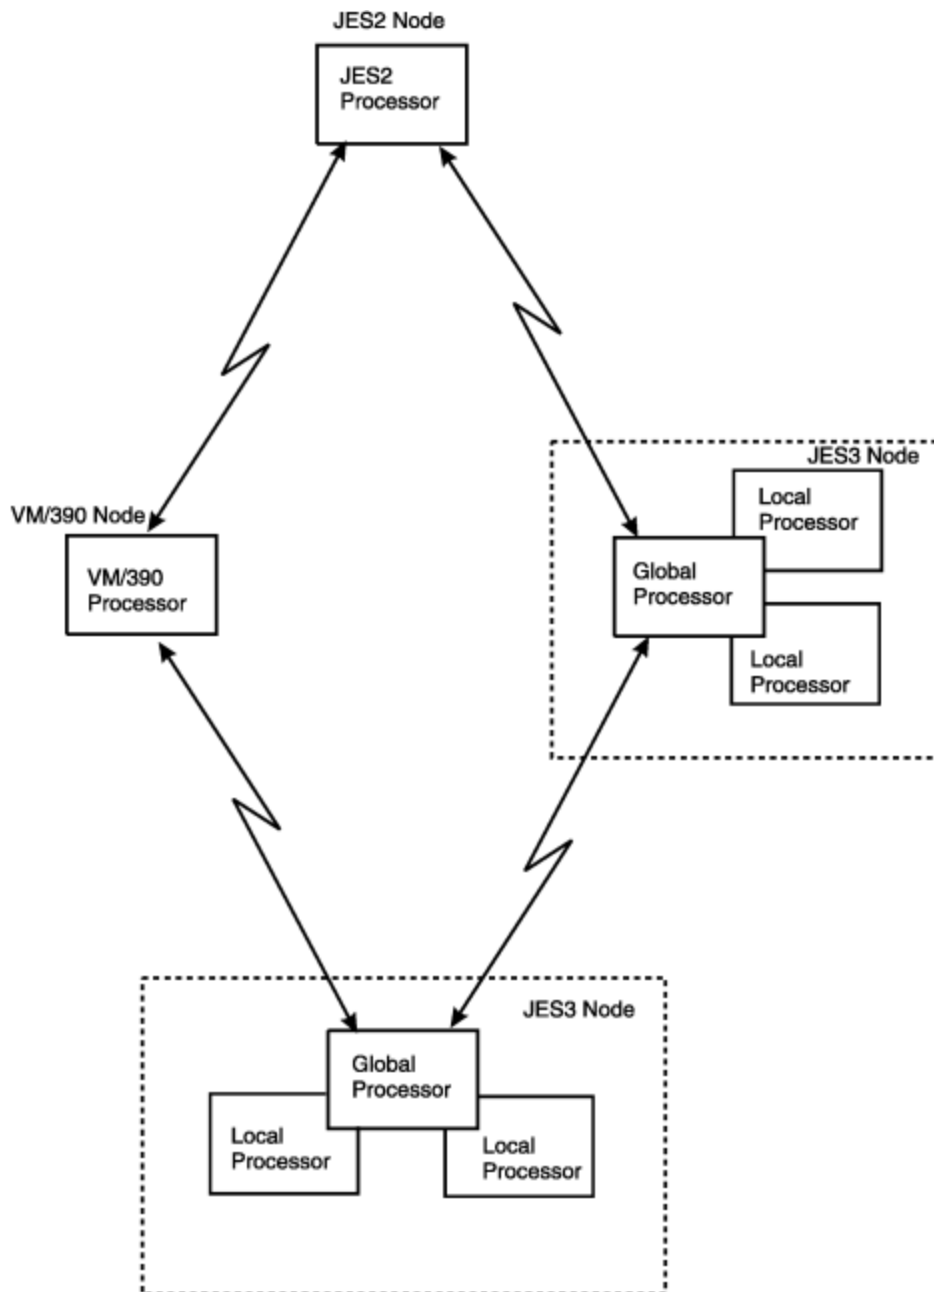 JES2 Node
JES2
Processor
JES3 Node
Local
Processor
VM/390 Node
VM/390
Processor
Global
Processor
Local
Processor
JES3 Node
Global
Processor
Local
Processor
Local
Processor